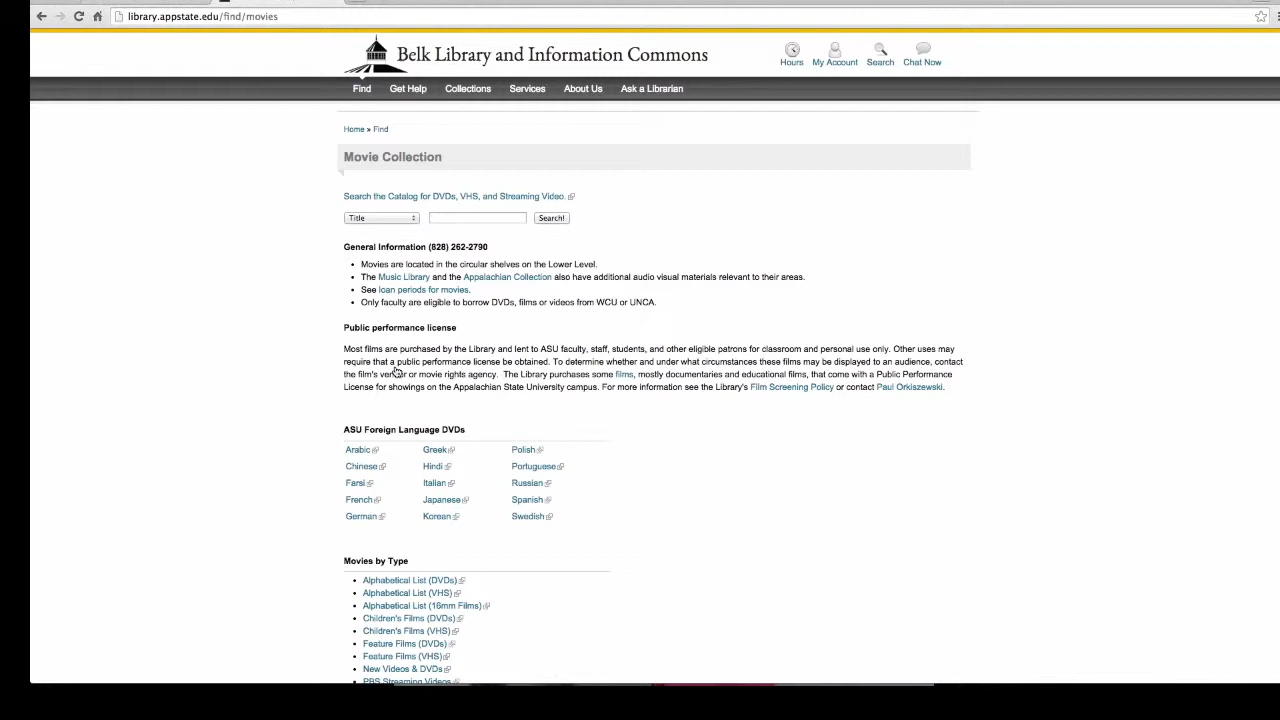 library.appstate.edu/find/movies
Belk Library and Information Commons
Hours My Account Search Chat Now
Find Get Help Collections Services About Us Ask a Librarian
Home » Find
Movie Collection
Search the Catalog for DVDs, VHS, and Streaming Video.
Title Search!
General Information (828) 262-2790
• Movies are located in the circular shelves on the Lower Level.
• The Music Library and the Appalachian Collection also have additional audio visual materials relevant to their areas.
• See loan periods for movies.
• Only faculty are eligible to borrow DVDs, films or videos from WCU or UNCA.
Public performance license
Most films are purchased by the Library and lent to ASU faculty, staff, students, and other eligible patrons for classroom and personal use only. Other uses may
require that a public performance license be obtained. To determine whether and under what circumstances these films may be displayed to an audience, contact
the film's vendor or movie rights agency. The Library purchases some films, mostly documentaries and educational films, that come with a Public Performance
License for showings on the Appalachian State University campus. For more information see the Library's Film Screening Policy or contact Paul Orkiszewski.
ASU Foreign Language DVDs
Arabic Greek Polish
Chinese Hindi Portuguese
Farsi Italian Russian
French Japanese Spanish
German Korean Swedish
Movies by Type
• Alphabetical List (DVDs)
• Alphabetical List (VHS)
• Alphabetical List (16mm Films)
• Children's Films (DVDs)
• Children's Films (VHS)
• Feature Films (DVDs)
• Feature Films (VHS)
• New Videos & DVDs
• PBS Streaming Videos